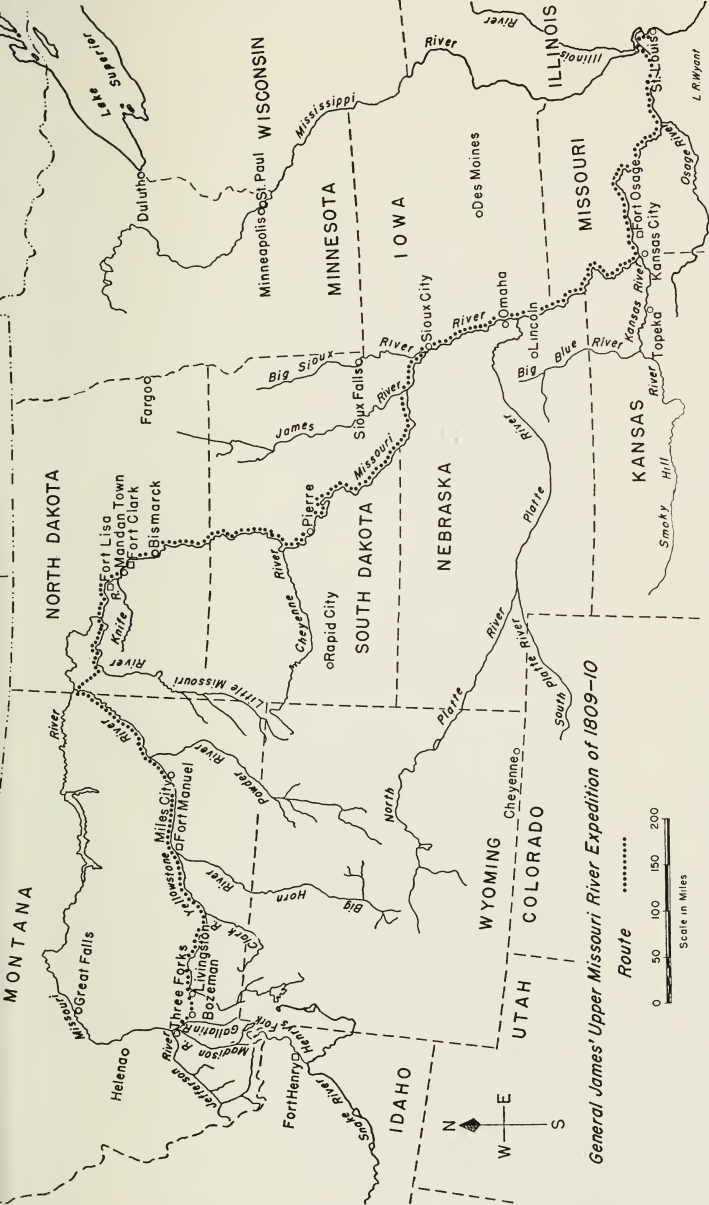 MONTANA
NORTH DAKOTA
Lake Superior
Duluth
WISCONSIN
Minneapolis
St. Paul
Mississippi
River
MINNESOTA
Fargo
Fort Lisa
Mandan Town
Fort Clark
Bismarck
Knife R.
River
River
Little Missouri
River
Missouri
Great Falls
Helena
Three Forks
Livingston
Bozeman
Gallatin R.
Madison R.
Jefferson River
Yellowstone
Miles City
Fort Manuel
Powder River
Big Horn River
Clark
Henry's Fork
Fort Henry
Snake River
IDAHO
Cheyenne River
Rapid City
Pierre
SOUTH DAKOTA
Missouri River
James
Big Sioux River
Sioux Falls
Sioux City
River
IOWA
Des Moines
Omaha
Lincoln
NEBRASKA
WYOMING
North Platte River
South Platte River
Platte River
Cheyenne
COLORADO
UTAH
Big Blue River
ILLINOIS
Illinois River
MISSOURI
Fort Osage
Kansas City
Kansas River
Topeka
KANSAS
Smoky Hill River
Osage River
St. Louis
L.R.Wyant
N
W E
S
General James' Upper Missouri River Expedition of 1809-10
Route
0 50 100 150 200
Scale in Miles